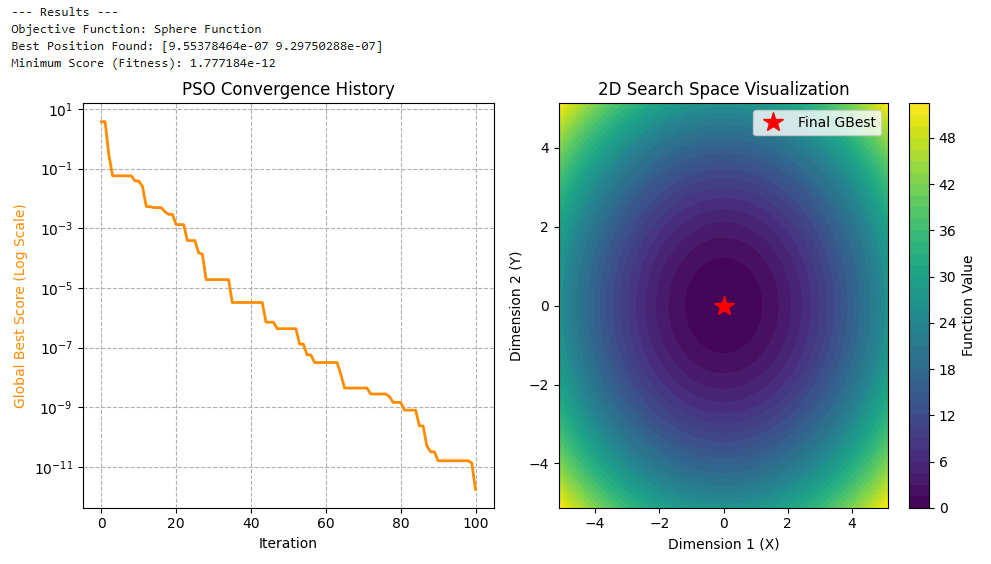 --- Results ---
Objective Function: Sphere Function
Best Position Found: [9.55378464e-07 9.29750288e-07]
Minimum Score (Fitness): 1.777184e-12
PSO Convergence History
Global Best Score (Log Scale)
10¹
10⁻¹
10⁻³
10⁻⁵
10⁻⁷
10⁻⁹
10⁻¹¹
0 20 40 60 80 100
Iteration
2D Search Space Visualization
Final GBest
Dimension 2 (Y)
4
2
0
−2
−4
−4 −2 0 2 4
Dimension 1 (X)
48
42
36
30
24
18
12
6
0
Function Value